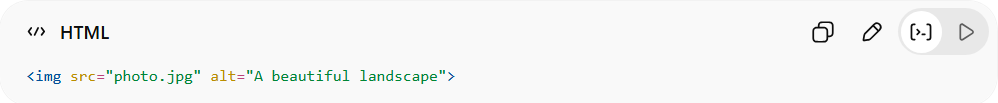 HTML
<img src="photo.jpg" alt="A beautiful landscape">